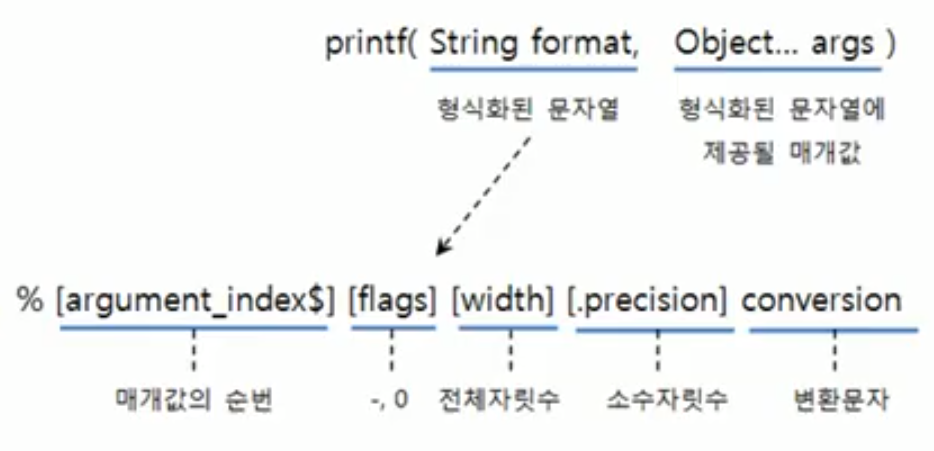 printf( String format, Object... args )
형식화된 문자열 형식화된 문자열에
제공될 매개값
% [argument_index$] [flags] [width] [.precision] conversion
매개값의 순번 -, 0 전체자릿수 소수자릿수 변환문자